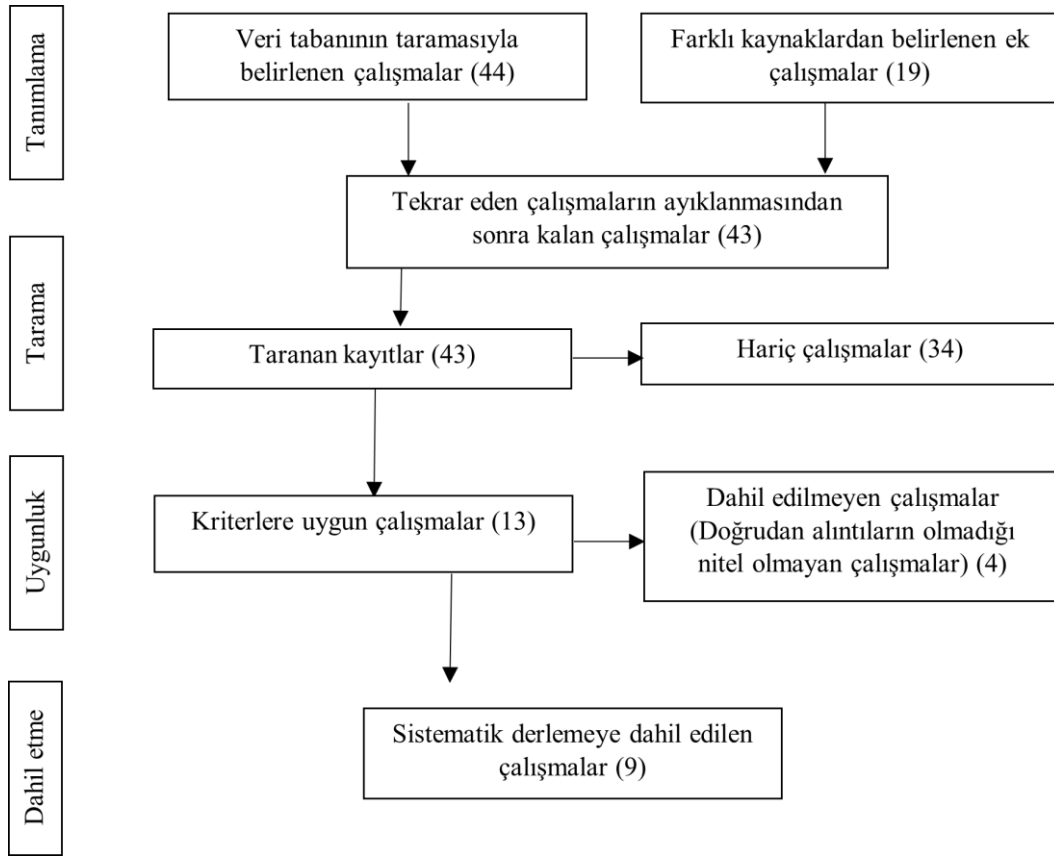 Tanımlama
Veri tabanının taramasıyla
belirlenen çalışmalar (44)
Farklı kaynaklardan belirlenen ek
çalışmalar (19)
Tekrar eden çalışmaların ayıklanmasından
sonra kalan çalışmalar (43)
Tarama
Taranan kayıtlar (43)
Hariç çalışmalar (34)
Uygunluk
Kriterlere uygun çalışmalar (13)
Dahil edilmeyen çalışmalar
(Doğrudan alıntıların olmadığı
nitel olmayan çalışmalar) (4)
Dahil etme
Sistematik derlemeye dahil edilen
çalışmalar (9)